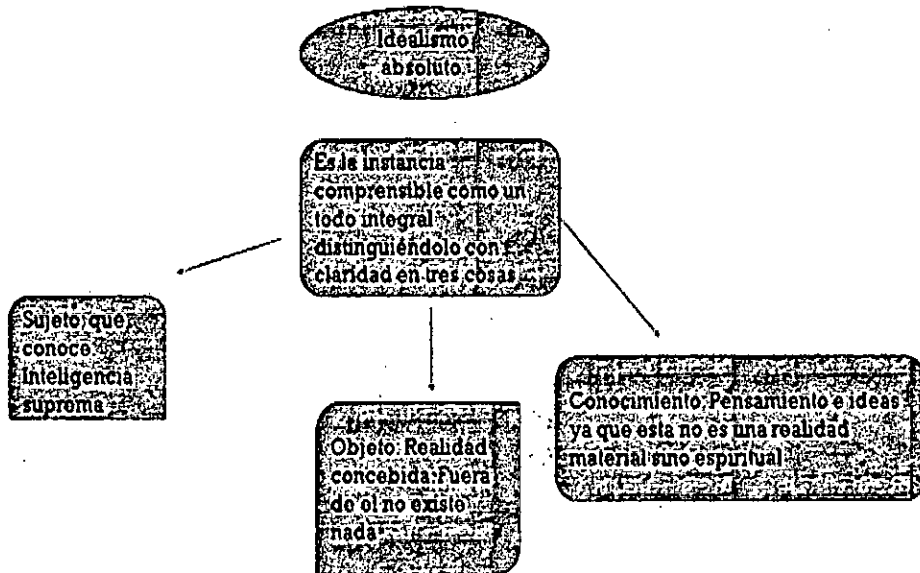 Idealismo
absoluto
Es la instancia
comprensible como un
todo integral
distinguiéndolo con
claridad en tres cosas
Sujeto, que
conoce.
Inteligencia
suprema
Objeto: Realidad
concebida. Fuera
de el no existe
nada
Conocimiento: Pensamiento e ideas
ya que esta no es una realidad
material sino espiritual